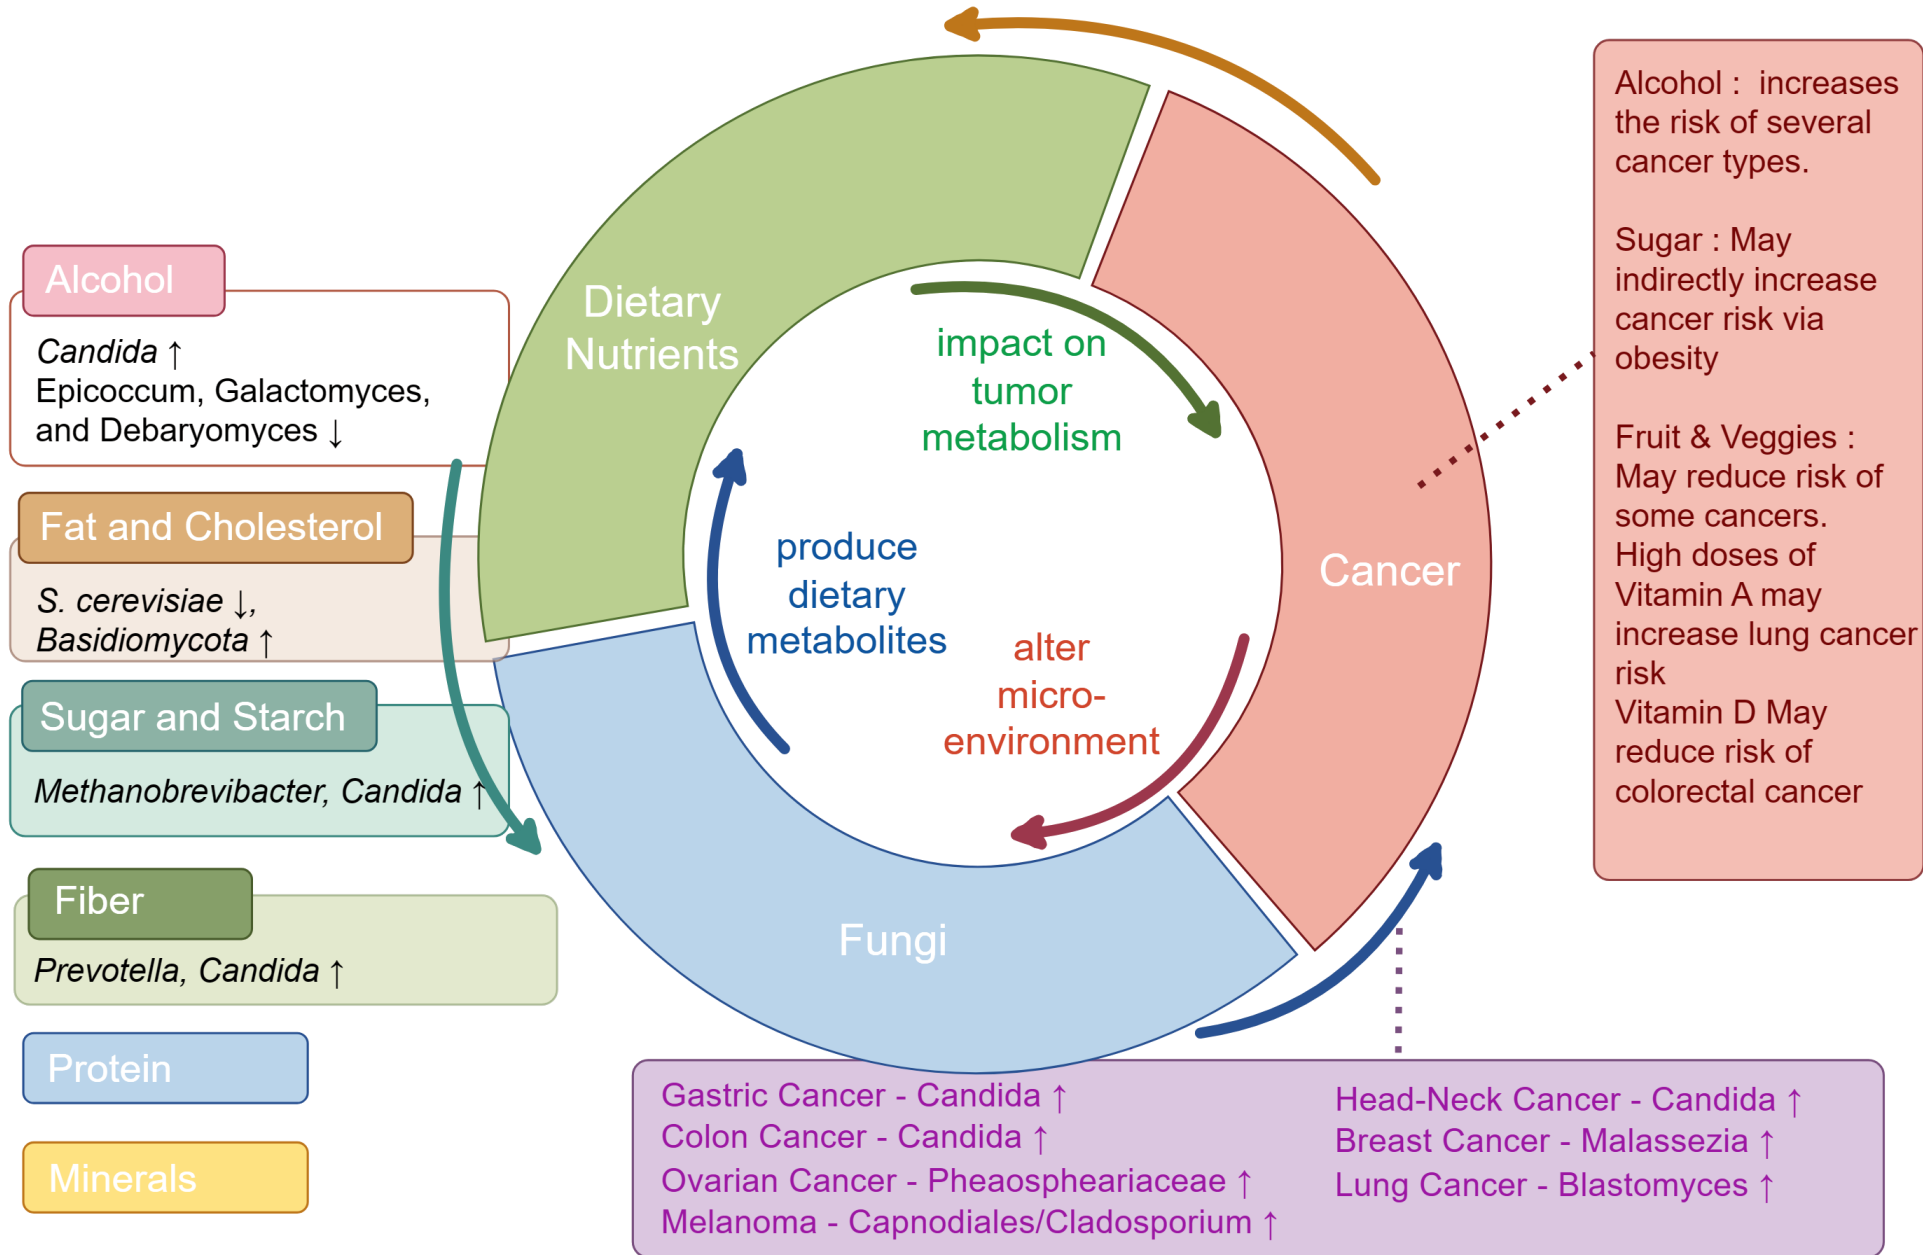 Alcohol
Candida ↑
Epicoccum, Galactomyces,
and Debaryomyces ↓
Fat and Cholesterol
S. cerevisiae ↓,
Basidiomycota ↑
Sugar and Starch
Methanobrevibacter, Candida ↑
Fiber
Prevotella, Candida ↑
Protein
Minerals
Dietary
Nutrients
impact on
tumor
metabolism
produce
dietary
metabolites
alter
micro-
environment
Cancer
Fungi
Alcohol : increases
the risk of several
cancer types.
Sugar : May
indirectly increase
cancer risk via
obesity
Fruit & Veggies :
May reduce risk of
some cancers.
High doses of
Vitamin A may
increase lung cancer
risk
Vitamin D May
reduce risk of
colorectal cancer
Gastric Cancer - Candida ↑
Colon Cancer - Candida ↑
Ovarian Cancer - Pheaospheariaceae ↑
Melanoma - Capnodiales/Cladosporium ↑
Head-Neck Cancer - Candida ↑
Breast Cancer - Malassezia ↑
Lung Cancer - Blastomyces ↑